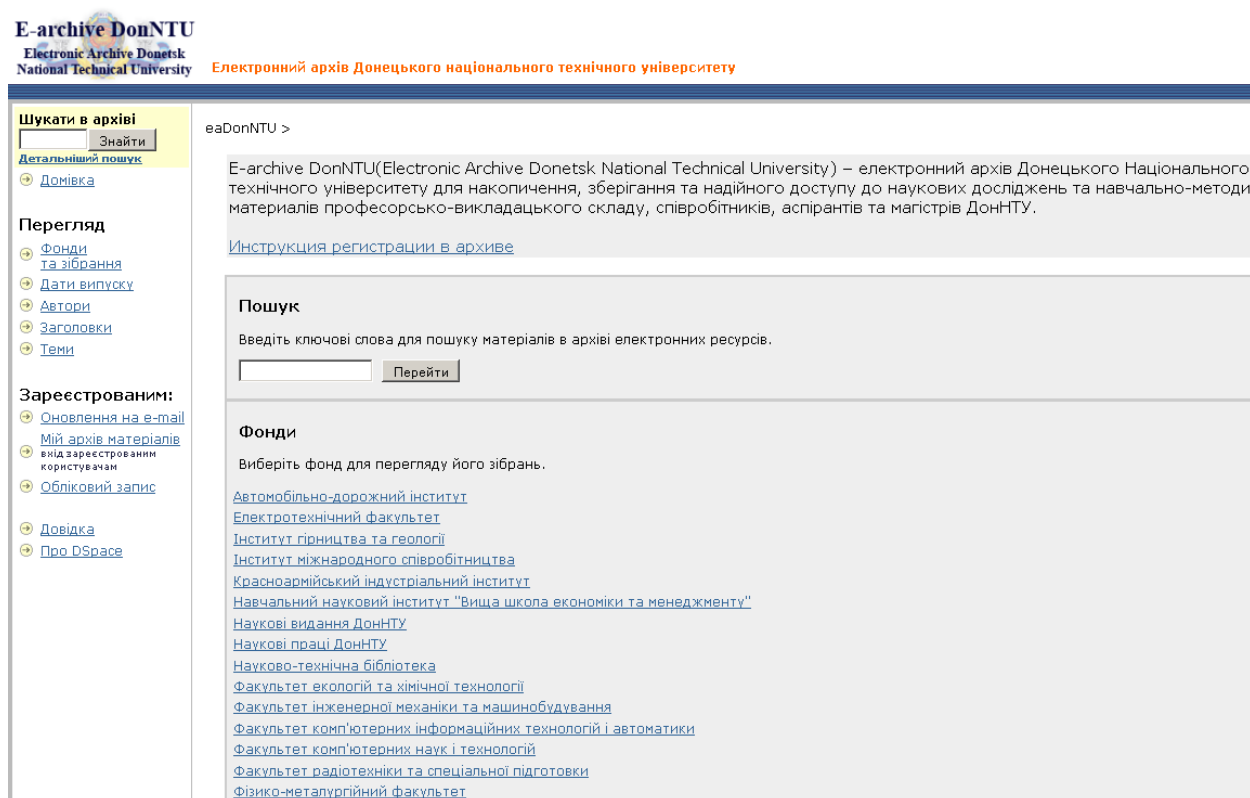 E-archive DonNTU
Electronic Archive Donetsk
National Technical University
Електронний архів Донецького національного технічного університету
Шукати в архіві
Знайти
Детальніший пошук
Домівка
Перегляд
Фонди
та зібрання
Дати випуску
Автори
Заголовки
Теми
Зареєстрованим:
Оновлення на e-mail
Мій архів матеріалів
вхід зареєстрованим
користувачам
Обліковий запис
Довідка
Про DSpace
eaDonNTU >
E-archive DonNTU(Electronic Archive Donetsk National Technical University) – електронний архів Донецького Національного
технічного університету для накопичення, зберігання та надійного доступу до наукових досліджень та навчально-методи
матеріалів професорсько-викладацького складу, співробітників, аспірантів та магістрів ДонНТУ.
Инструкция регистрации в архиве
Пошук
Введіть ключові слова для пошуку матеріалів в архіві електронних ресурсів.
Перейти
Фонди
Виберіть фонд для перегляду його зібрань.
Автомобільно-дорожний інститут
Електротехнічний факультет
Інститут гірництва та геології
Інститут міжнародного співробітництва
Красноармійський індустріальний інститут
Навчальний науковий інститут "Вища школа економіки та менеджменту"
Наукові видання ДонНТУ
Наукові праці ДонНТУ
Науково-технічна бібліотека
Факультет екологій та хімічної технології
Факультет інженерної механіки та машинобудування
Факультет комп'ютерних інформаційних технологій і автоматики
Факультет комп'ютерних наук і технологій
Факультет радіотехніки та спеціальної підготовки
Фізико-металургійний факультет